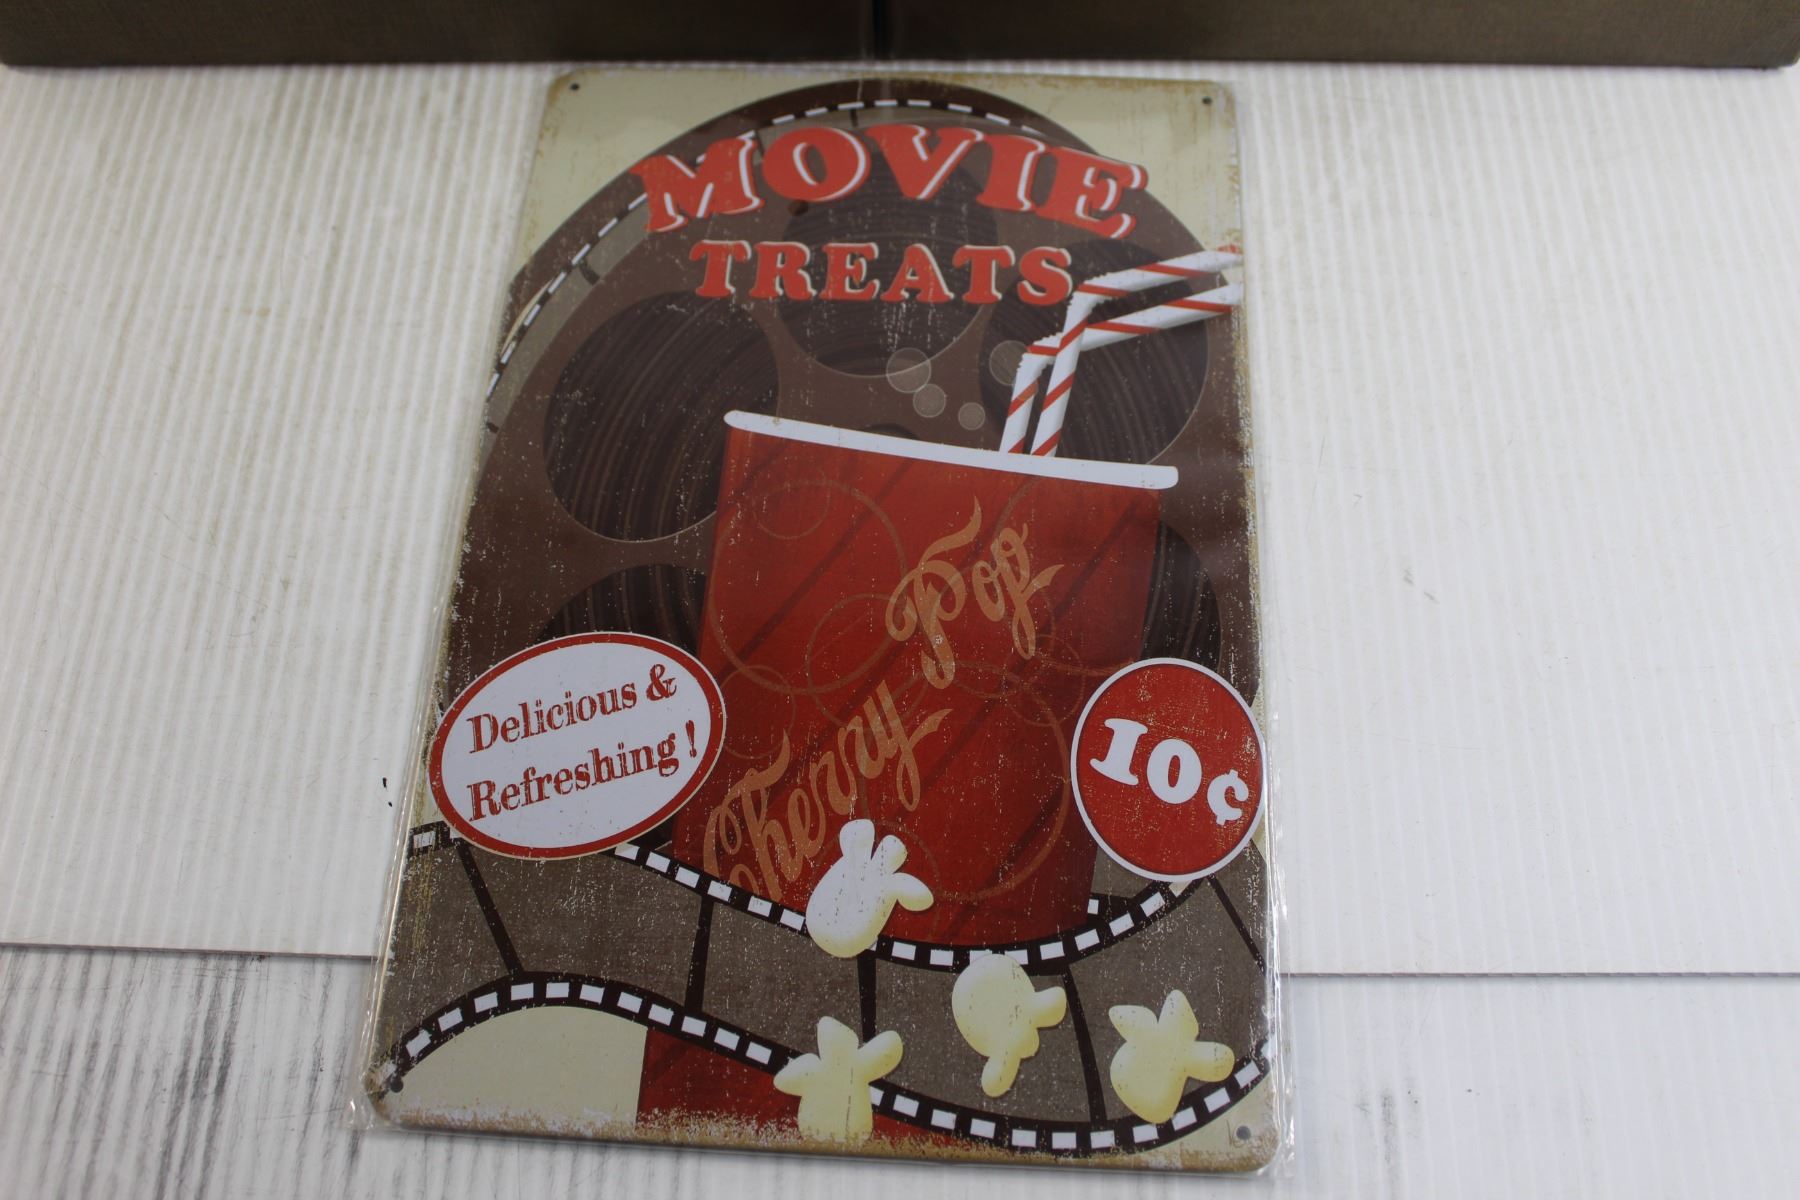 MOVIE
TREATS
Cherry Pop
Delicious &
Refreshing!
10¢